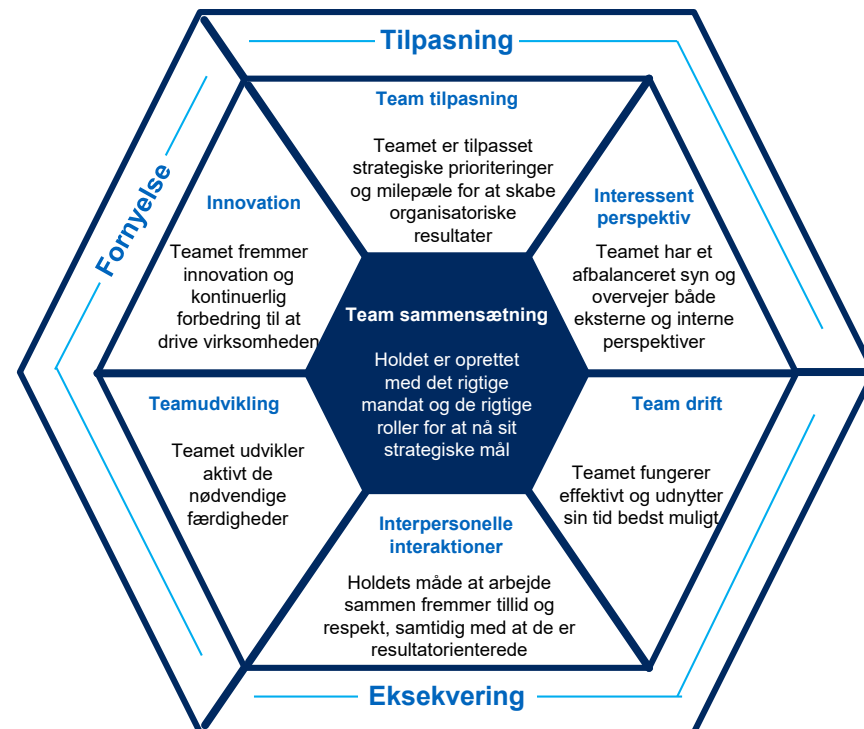 Tilpasning
Team tilpasning
Teamet er tilpasset
strategiske prioriteringer
og milepæle for at skabe
organisatoriske
resultater
Fornyelse
Innovation
Teamet fremmer
innovation og
kontinuerlig
forbedring til at
drive virksomheden
Interessent
perspektiv
Teamet har et
afbalanceret syn og
overvejer både
eksterne og interne
perspektiver
Team sammensætning
Holdet er oprettet
med det rigtige
mandat og de rigtige
roller for at nå sit
strategiske mål
Teamudvikling
Teamet udvikler
aktivt de
nødvendige
færdigheder
Team drift
Teamet fungerer
effektivt og udnytter
sin tid bedst muligt
Interpersonelle
interaktioner
Holdets måde at arbejde
sammen fremmer tillid og
respekt, samtidig med at de er
resultatorienterede
Eksekvering